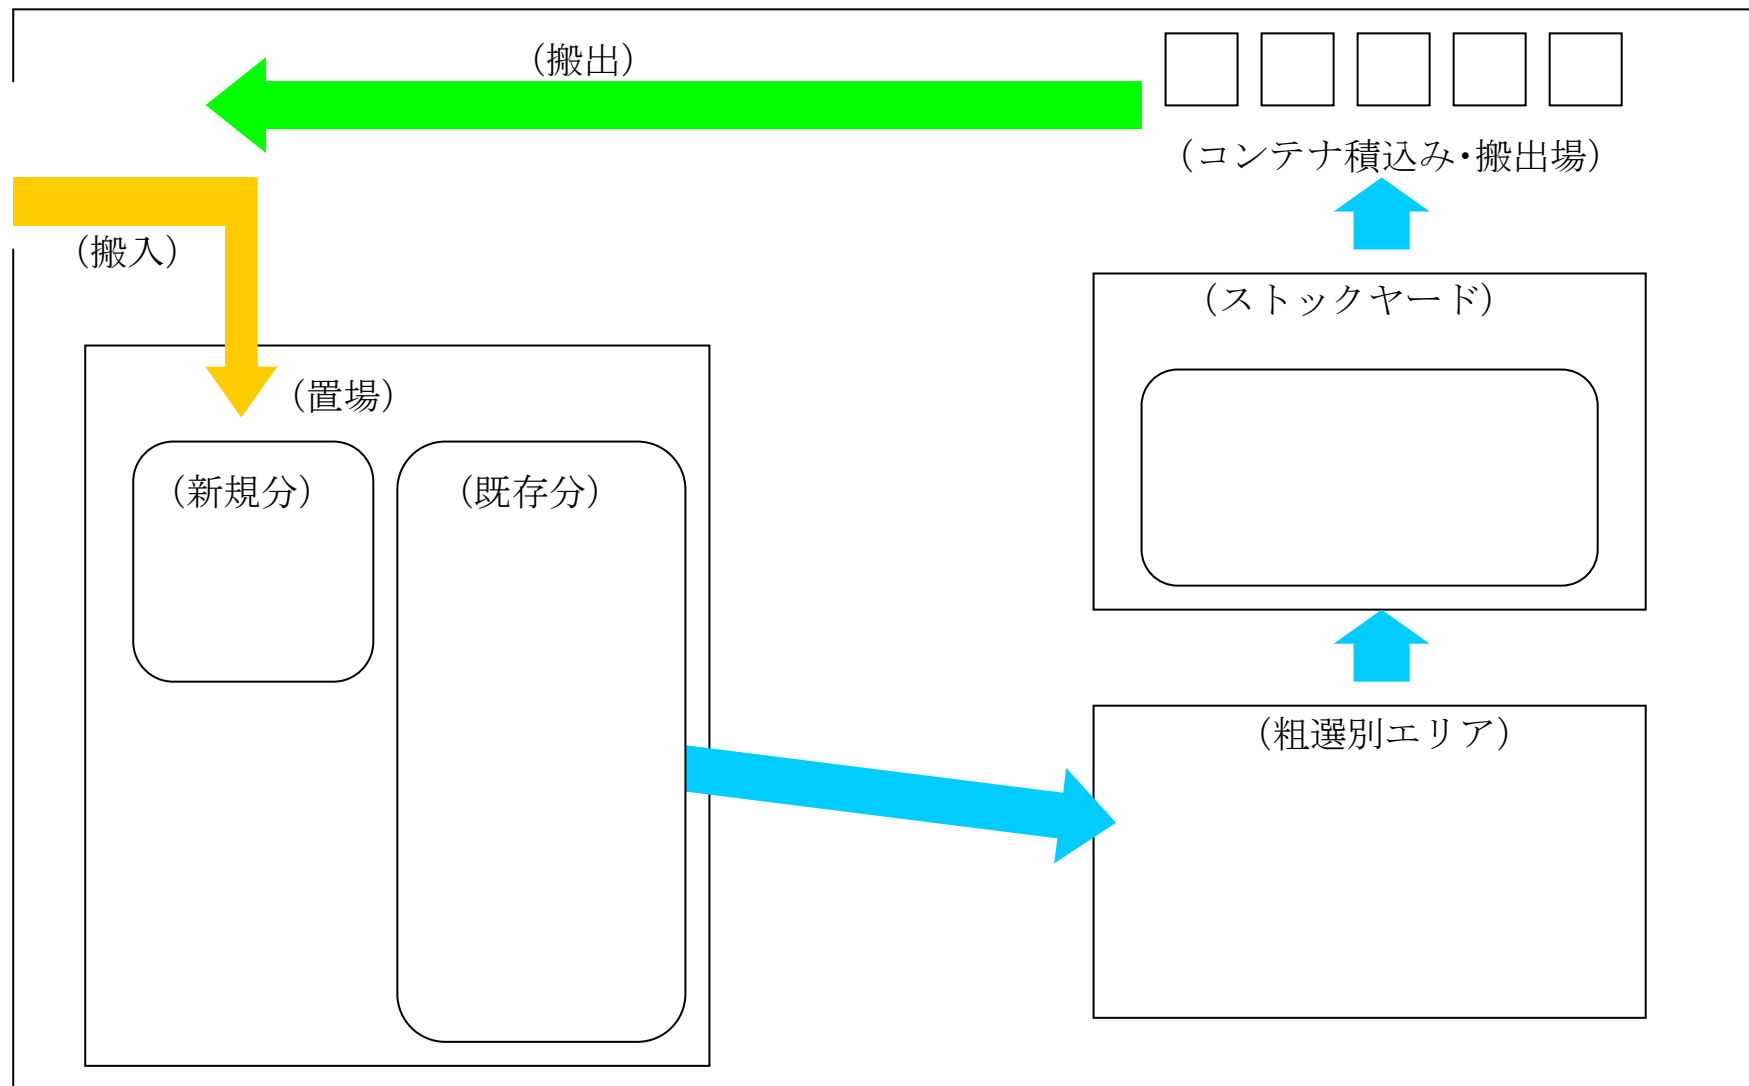 （搬出）
（コンテナ積込み・搬出場）
（搬入）
（ストックヤード）
（置場）
（新規分）
（既存分）
（粗選別エリア）